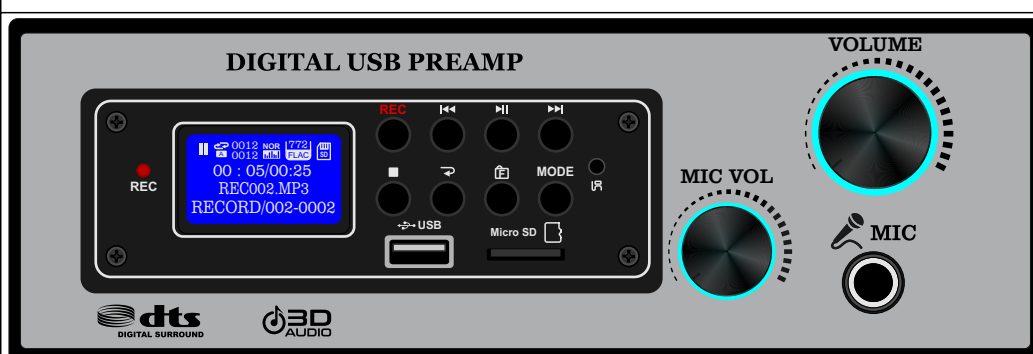 DIGITAL USB PREAMP
VOLUME
REC
0012 NOR 772
A 0012 FLAC SD
00 : 05/00:25
REC002.MP3
RECORD/002-0002
REC
F MODE
IR
USB
Micro SD
MIC VOL
MIC
dts
DIGITAL SURROUND
3D
AUDIO